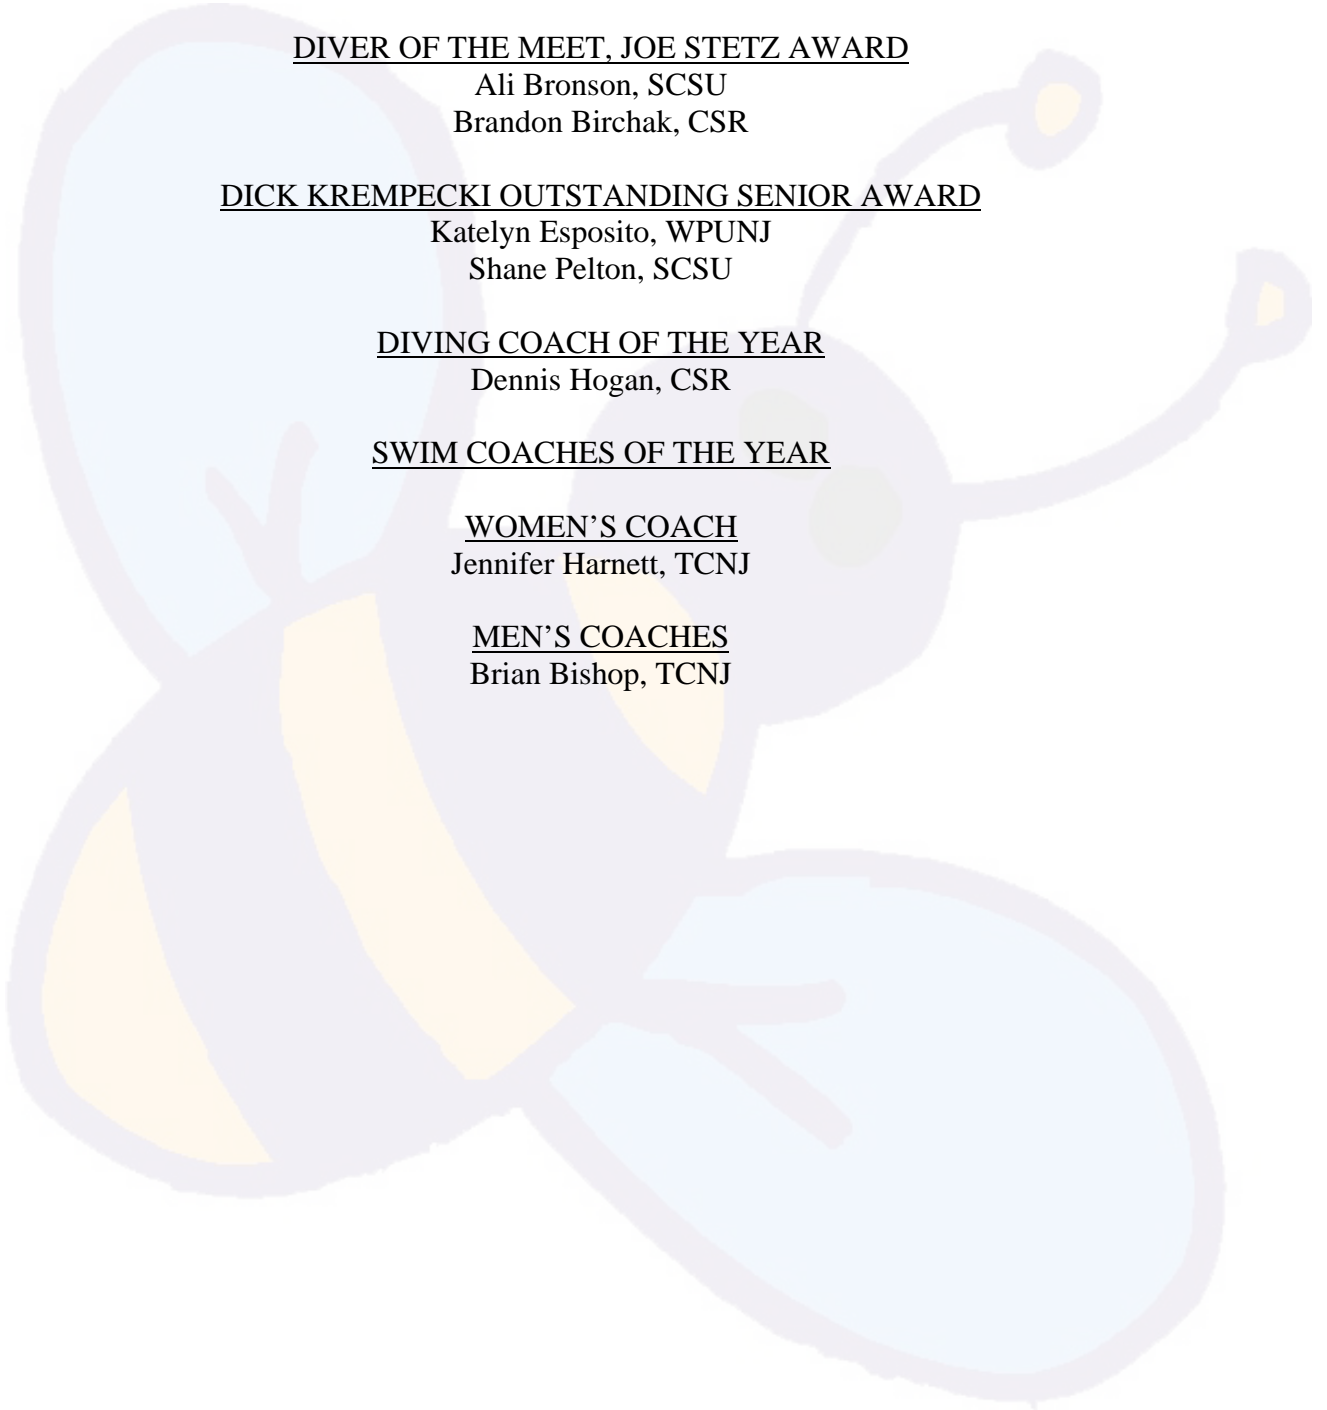 DIVER OF THE MEET, JOE STETZ AWARD
Ali Bronson, SCSU
Brandon Birchak, CSR
DICK KREMPECKI OUTSTANDING SENIOR AWARD
Katelyn Esposito, WPUNJ
Shane Pelton, SCSU
DIVING COACH OF THE YEAR
Dennis Hogan, CSR
SWIM COACHES OF THE YEAR
WOMEN’S COACH
Jennifer Harnett, TCNJ
MEN’S COACHES
Brian Bishop, TCNJ